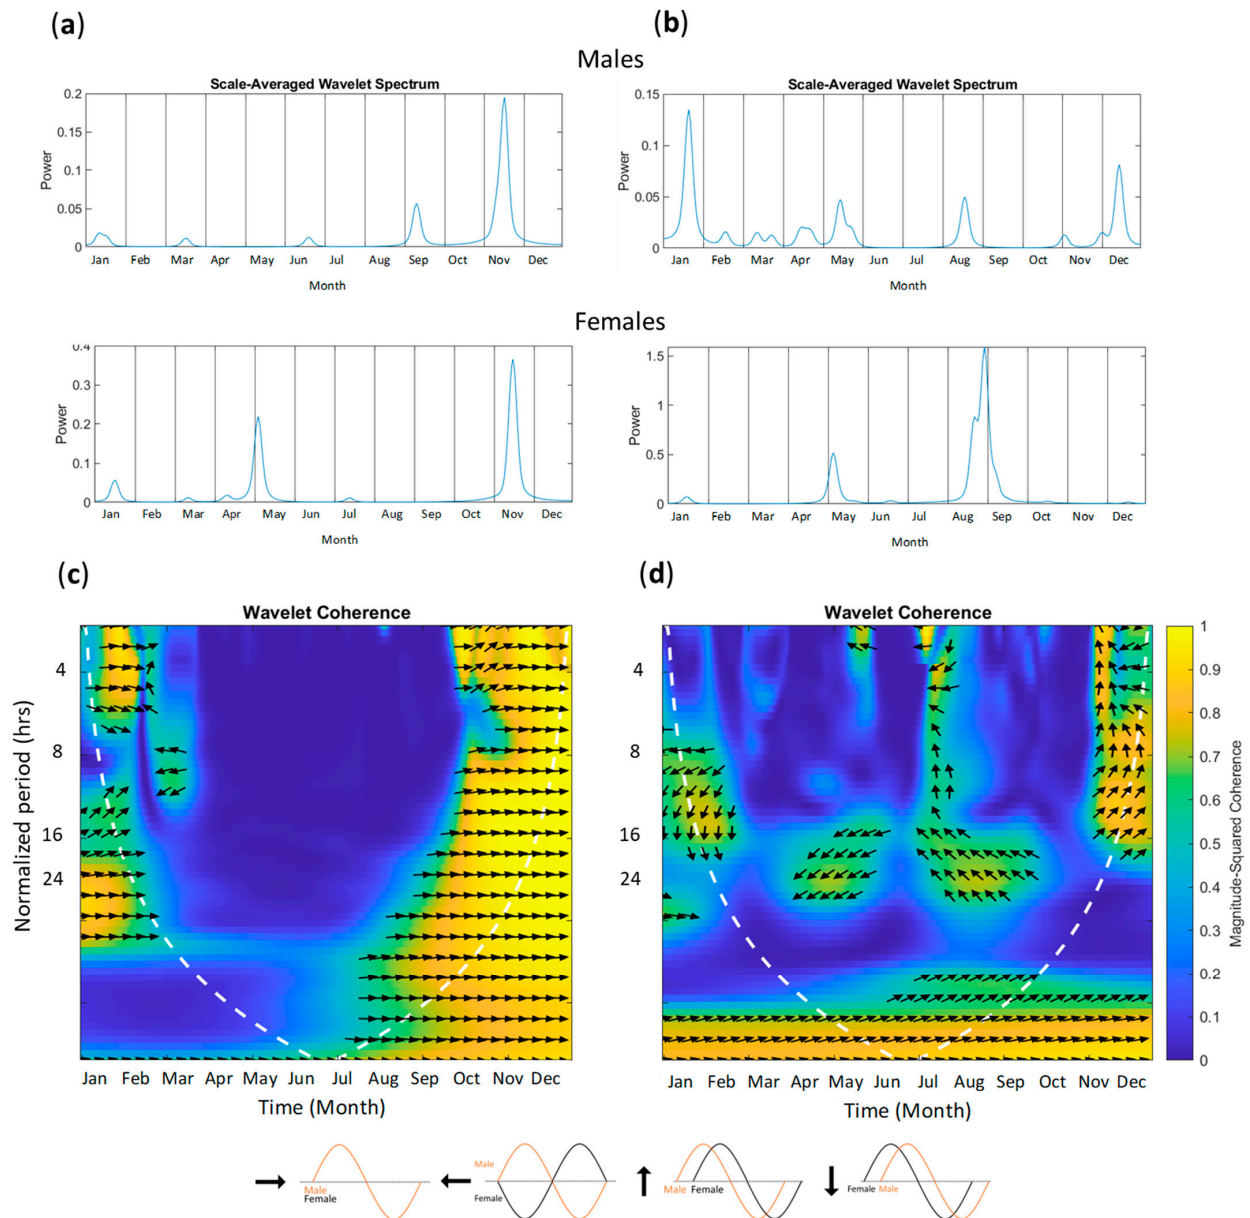 (a)
(b)
Males
Scale-Averaged Wavelet Spectrum
0.2
0.15
0.1
0.05
0
Power
Jan Feb Mar Apr May Jun Jul Aug Sep Oct Nov Dec
Month
Scale-Averaged Wavelet Spectrum
0.15
0.1
0.05
0
Power
Jan Feb Mar Apr May Jun Jul Aug Sep Oct Nov Dec
Month
Females
0.4
0.3
0.2
0.1
0
Power
Jan Feb Mar Apr May Jun Jul Aug Sep Oct Nov Dec
Month
1.5
1
0.5
0
Power
Jan Feb Mar Apr May Jun Jul Aug Sep Oct Nov Dec
Month
(c)
(d)
Wavelet Coherence
4
8
16
24
Normalized period (hrs)
Jan Feb Mar Apr May Jun Jul Aug Sep Oct Nov Dec
Time (Month)
Wavelet Coherence
4
8
16
24
Jan Feb Mar Apr May Jun Jul Aug Sep Oct Nov Dec
Time (Month)
1
0.9
0.8
0.7
0.6
0.5
0.4
0.3
0.2
0.1
0
Magnitude-Squared Coherence
Male
Female
Male
Female
Male Female
Female Male